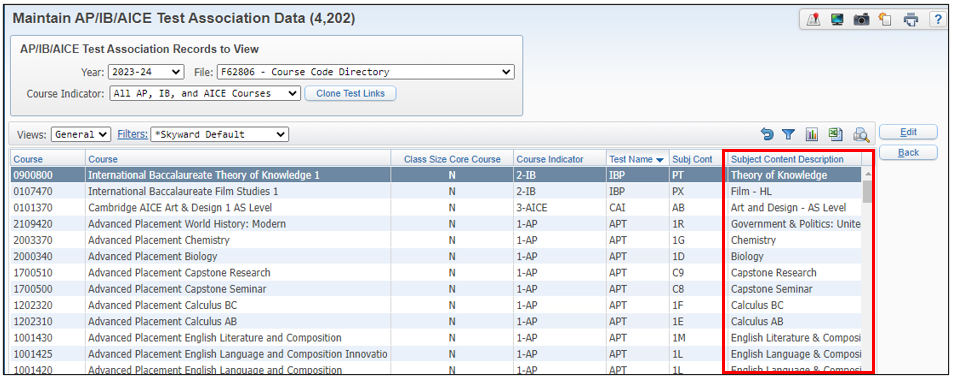 Maintain AP/IB/AICE Test Association Data (4,202)
?
AP/IB/AICE Test Association Records to View
Year: 2023-24 File: F62806 - Course Code Directory
Course Indicator: All AP, IB, and AICE Courses Clone Test Links
Views: General Filters: *Skyward Default
Edit
Back
Course Course Class Size Core Course Course Indicator Test Name Subj Cont Subject Content Description
0900800 International Baccalaureate Theory of Knowledge 1 N 2-IB IBP PT Theory of Knowledge
0107470 International Baccalaureate Film Studies 1 N 2-IB IBP PX Film - HL
0101370 Cambridge AICE Art & Design 1 AS Level N 3-AICE CAI AB Art and Design - AS Level
2109420 Advanced Placement World History: Modern N 1-AP APT 1R Government & Politics: Unite
2003370 Advanced Placement Chemistry N 1-AP APT 1G Chemistry
2000340 Advanced Placement Biology N 1-AP APT 1D Biology
1700510 Advanced Placement Capstone Research N 1-AP APT C9 Capstone Research
1700500 Advanced Placement Capstone Seminar N 1-AP APT C8 Capstone Seminar
1202320 Advanced Placement Calculus BC N 1-AP APT 1F Calculus BC
1202310 Advanced Placement Calculus AB N 1-AP APT 1E Calculus AB
1001430 Advanced Placement English Literature and Composition N 1-AP APT 1M English Literature & Composi
1001425 Advanced Placement English Language and Composition Innovatio N 1-AP APT 1L English Language & Composi
1001420 Advanced Placement English Language and Composition N 1-AP APT 1L English Language & Composi